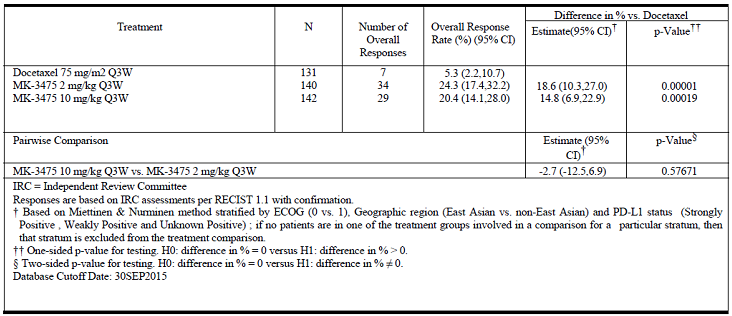 Difference in % vs. Docetaxel
Treatment N Number of Overall Responses Overall Response Rate (%) (95% CI) Estimate(95% CI)† p-Value††
Docetaxel 75 mg/m2 Q3W 131 7 5.3 (2.2,10.7)
MK-3475 2 mg/kg Q3W 140 34 24.3 (17.4,32.2) 18.6 (10.3,27.0) 0.00001
MK-3475 10 mg/kg Q3W 142 29 20.4 (14.1,28.0) 14.8 (6.9,22.9) 0.00019
Pairwise Comparison Estimate (95% CI)† p-Value§
MK-3475 10 mg/kg Q3W vs. MK-3475 2 mg/kg Q3W -2.7 (-12.5,6.9) 0.57671
IRC = Independent Review Committee
Responses are based on IRC assessments per RECIST 1.1 with confirmation.
† Based on Miettinen & Nurminen method stratified by ECOG (0 vs. 1), Geographic region (East Asian vs. non-East Asian) and PD-L1 status (Strongly
Positive , Weakly Positive and Unknown Positive) ; if no patients are in one of the treatment groups involved in a comparison for a particular stratum, then
that stratum is excluded from the treatment comparison.
†† One-sided p-value for testing. H0: difference in % = 0 versus H1: difference in % > 0.
§ Two-sided p-value for testing. H0: difference in % = 0 versus H1: difference in % ≠ 0.
Database Cutoff Date: 30SEP2015